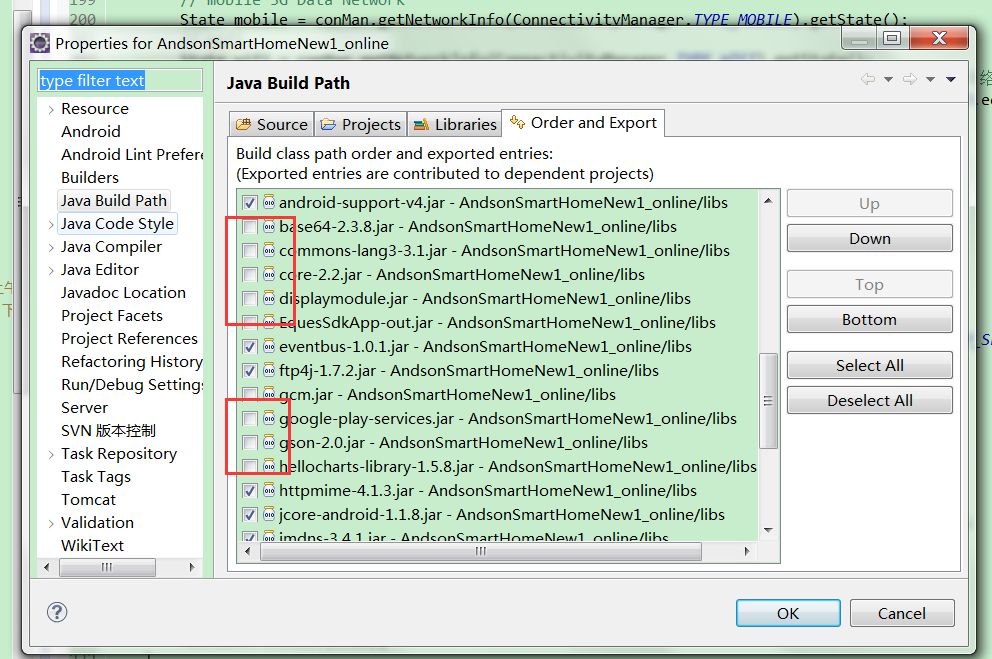 199 // mobile 3G Data Network
200 State mobile = conMan.getNetworkInfo(ConnectivityManager.TYPE_MOBILE).getState();
Properties for AndsonSmartHomeNew1_online
type filter text
Resource
Android
Android Lint Prefere
Builders
Java Build Path
Java Code Style
Java Compiler
Java Editor
Javadoc Location
Project Facets
Project References
Refactoring History
Run/Debug Settings
Server
SVN 版本控制
Task Repository
Task Tags
Tomcat
Validation
WikiText
Java Build Path
Source Projects Libraries Order and Export
Build class path order and exported entries:
(Exported entries are contributed to dependent projects)
android-support-v4.jar - AndsonSmartHomeNew1_online/libs
base64-2.3.8.jar - AndsonSmartHomeNew1_online/libs
commons-lang3-3.1.jar - AndsonSmartHomeNew1_online/libs
core-2.2.jar - AndsonSmartHomeNew1_online/libs
displaymodule.jar - AndsonSmartHomeNew1_online/libs
EquesSdkApp-out.jar - AndsonSmartHomeNew1_online/libs
eventbus-1.0.1.jar - AndsonSmartHomeNew1_online/libs
ftp4j-1.7.2.jar - AndsonSmartHomeNew1_online/libs
gcm.jar - AndsonSmartHomeNew1_online/libs
google-play-services.jar - AndsonSmartHomeNew1_online/libs
gson-2.0.jar - AndsonSmartHomeNew1_online/libs
hellocharts-library-1.5.8.jar - AndsonSmartHomeNew1_online/libs
httpmime-4.1.3.jar - AndsonSmartHomeNew1_online/libs
jcore-android-1.1.8.jar - AndsonSmartHomeNew1_online/libs
jmdns-3.4.1.jar - AndsonSmartHomeNew1_online/libs
Up
Down
Top
Bottom
Select All
Deselect All
OK
Cancel
络
下